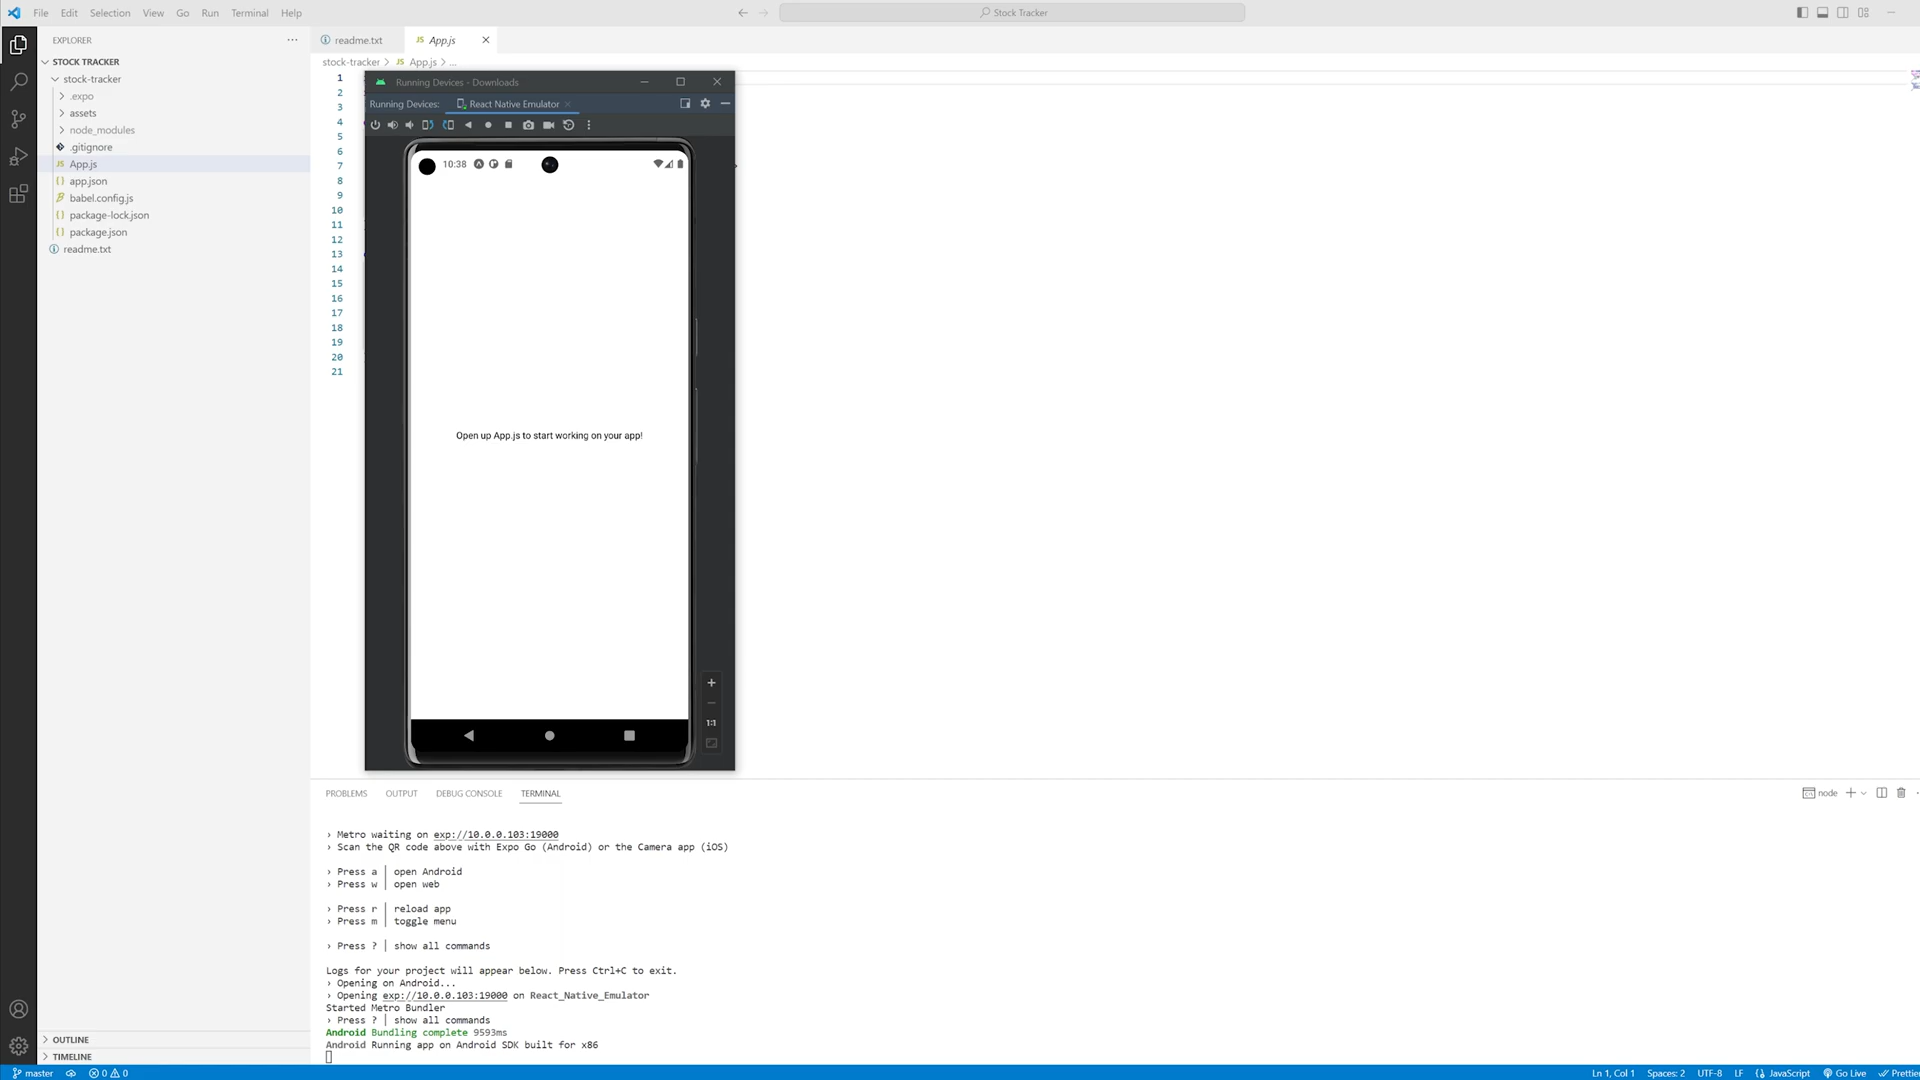 File Edit Selection View Go Run Terminal Help
Stock Tracker
EXPLORER
readme.txt
JS App.js
STOCK TRACKER
stock-tracker > JS App.js > ...
stock-tracker
.expo
assets
node_modules
.gitignore
JS App.js
{} app.json
babel.config.js
{} package-lock.json
{} package.json
readme.txt
1
2
3
4
5
6
7
8
9
10
11
12
13
14
15
16
17
18
19
20
21
Running Devices - Downloads
Running Devices: React Native Emulator
10:38
Open up App.js to start working on your app!
1:1
PROBLEMS OUTPUT DEBUG CONSOLE TERMINAL
node
› Metro waiting on exp://10.0.0.103:19000
› Scan the QR code above with Expo Go (Android) or the Camera app (iOS)
› Press a │ open Android
› Press w │ open web
› Press r │ reload app
› Press m │ toggle menu
› Press ? │ show all commands
Logs for your project will appear below. Press Ctrl+C to exit.
› Opening on Android...
› Opening exp://10.0.0.103:19000 on React_Native_Emulator
Started Metro Bundler
› Press ? │ show all commands
Android Bundling complete 9593ms
Android Running app on Android SDK built for x86
OUTLINE
TIMELINE
master 0 0
Ln 1, Col 1 Spaces: 2 UTF-8 LF {} JavaScript Go Live Prettie